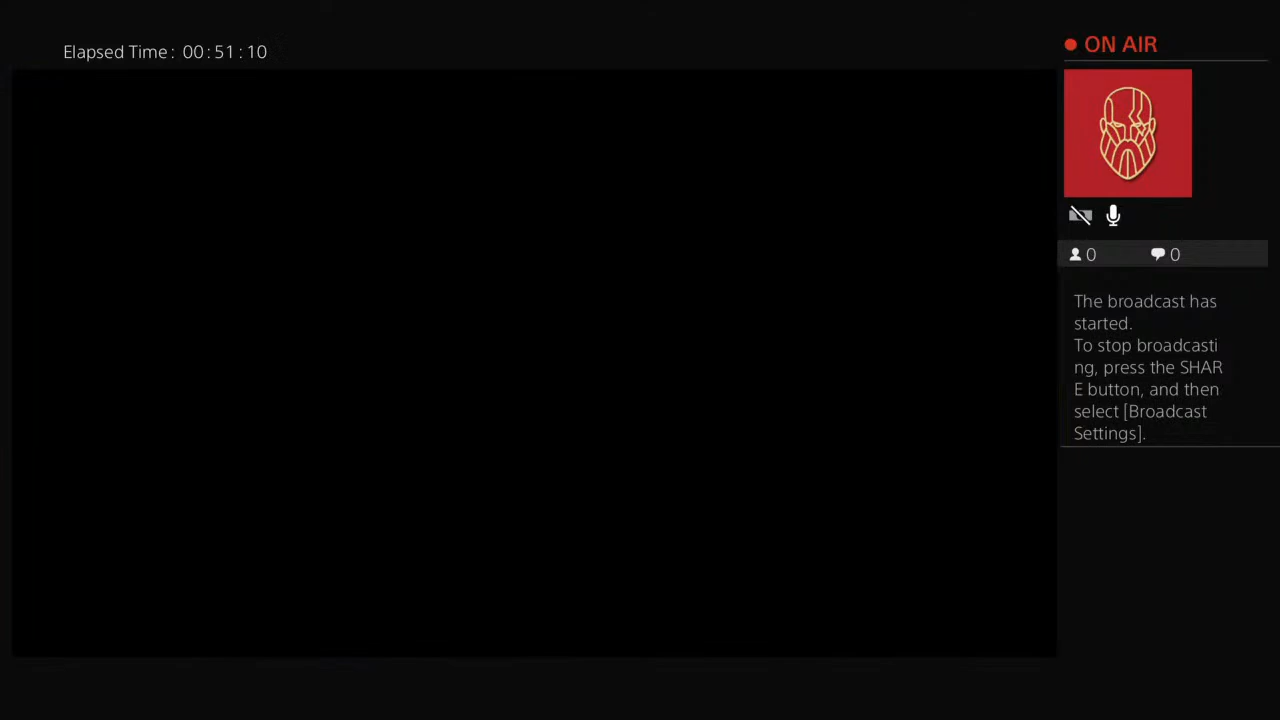 Elapsed Time: 00:51:10
ON AIR
0 0
The broadcast has
started.
To stop broadcasti
ng, press the SHAR
E button, and then
select [Broadcast
Settings].